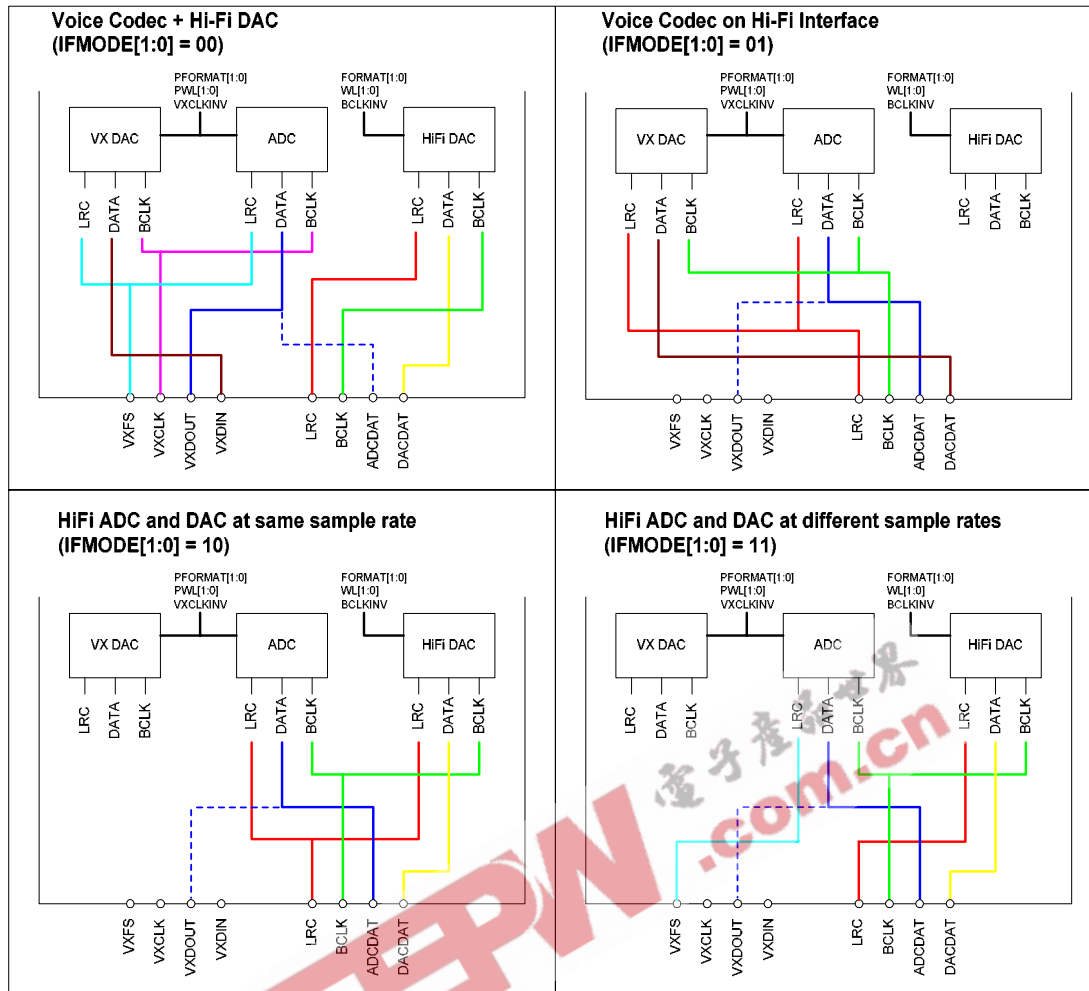 Voice Codec + Hi-Fi DAC
(IFMODE[1:0] = 00)
PFORMAT[1:0]
PWL[1:0]
VXCLKINV
FORMAT[1:0]
WL[1:0]
BCLKINV
VX DAC
ADC
HiFi DAC
LRC
DATA
BCLK
LRC
DATA
BCLK
LRC
DATA
BCLK
VXFS
VXCLK
VXDOUT
VXDIN
LRC
BCLK
ADCDAT
DACDAT
Voice Codec on Hi-Fi Interface
(IFMODE[1:0] = 01)
PFORMAT[1:0]
PWL[1:0]
VXCLKINV
FORMAT[1:0]
WL[1:0]
BCLKINV
VX DAC
ADC
HiFi DAC
LRC
DATA
BCLK
LRC
DATA
BCLK
LRC
DATA
BCLK
VXFS
VXCLK
VXDOUT
VXDIN
LRC
BCLK
ADCDAT
DACDAT
HiFi ADC and DAC at same sample rate
(IFMODE[1:0] = 10)
PFORMAT[1:0]
PWL[1:0]
VXCLKINV
FORMAT[1:0]
WL[1:0]
BCLKINV
VX DAC
ADC
HiFi DAC
LRC
DATA
BCLK
LRC
DATA
BCLK
LRC
DATA
BCLK
VXFS
VXCLK
VXDOUT
VXDIN
LRC
BCLK
ADCDAT
DACDAT
HiFi ADC and DAC at different sample rates
(IFMODE[1:0] = 11)
PFORMAT[1:0]
PWL[1:0]
VXCLKINV
FORMAT[1:0]
WL[1:0]
BCLKINV
VX DAC
ADC
HiFi DAC
LRC
DATA
BCLK
LRC
DATA
BCLK
LRC
DATA
BCLK
VXFS
VXCLK
VXDOUT
VXDIN
LRC
BCLK
ADCDAT
DACDAT
電子產品世界
.com.cn